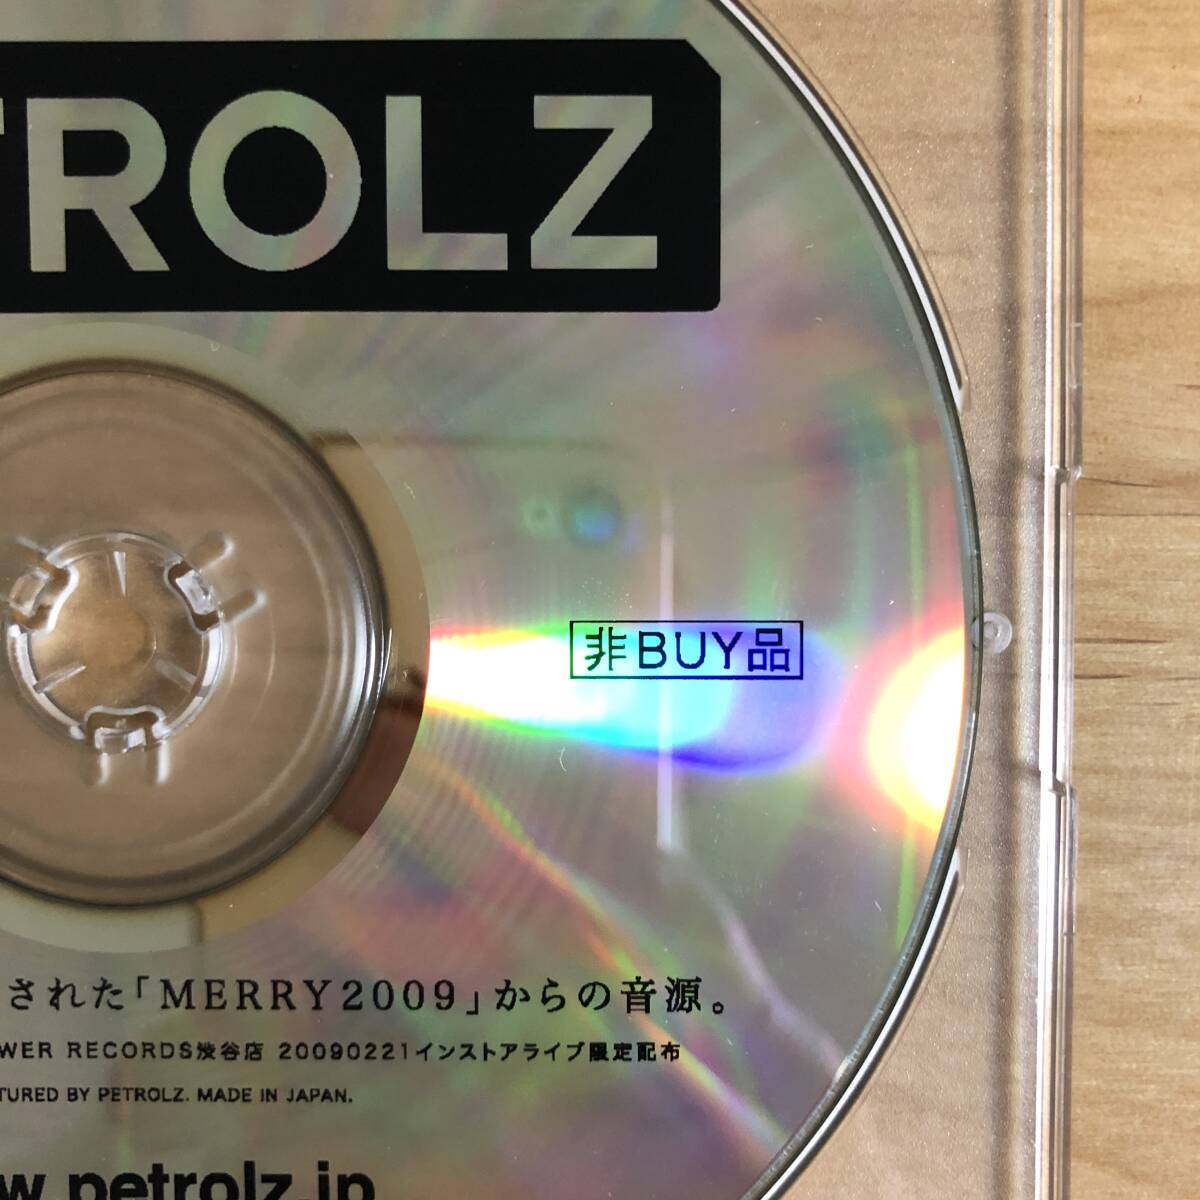 TROLZ
非BUY品
された「MERRY2009」からの音源。
WER RECORDS渋谷店 20090221インストアライブ限定配布
TURED BY PETROLZ. MADE IN JAPAN.
w.petrolz.jp